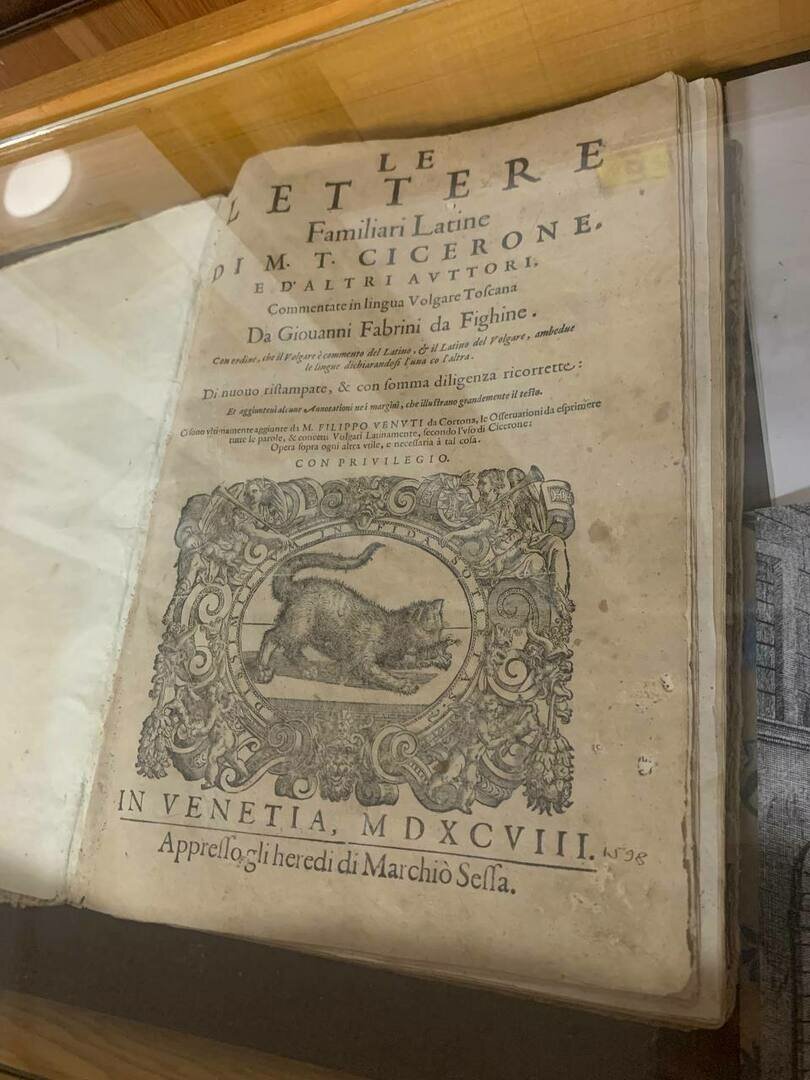 LE
LETTERE
Familiari Latine
DI M. T. CICERONE.
E D'ALTRI AVTTORI.
Commentate in lingua Volgare Toſcana
Da Giouanni Fabrini da Fighine.
Con ordine, che il Volgare è commento del Latino, & il Latino del Volgare, ambedue
le lingue dichiarandoſi l'una co l'altra.
Di nuouo riſtampate, & con ſomma diligenza ricorrette:
Et aggiunteui alcune Annotationi ne i margini, che illuſtrano grandemente il teſto.
Ci ſono vltimamente aggiunte da M. FILIPPO VENVTI da Cortona, le Oſſeruationi da eſprimere
tutte le parole, & concetti Volgari Latinamente, ſecondo l'vſo di Cicerone:
Opera ſopra ogni altra vtile, e neceſſaria à tal coſa.
CON PRIVILEGIO.
IN VENETIA, MDXCVIII.
1598
Appreſſo gli heredi di Marchiò Seſſa.